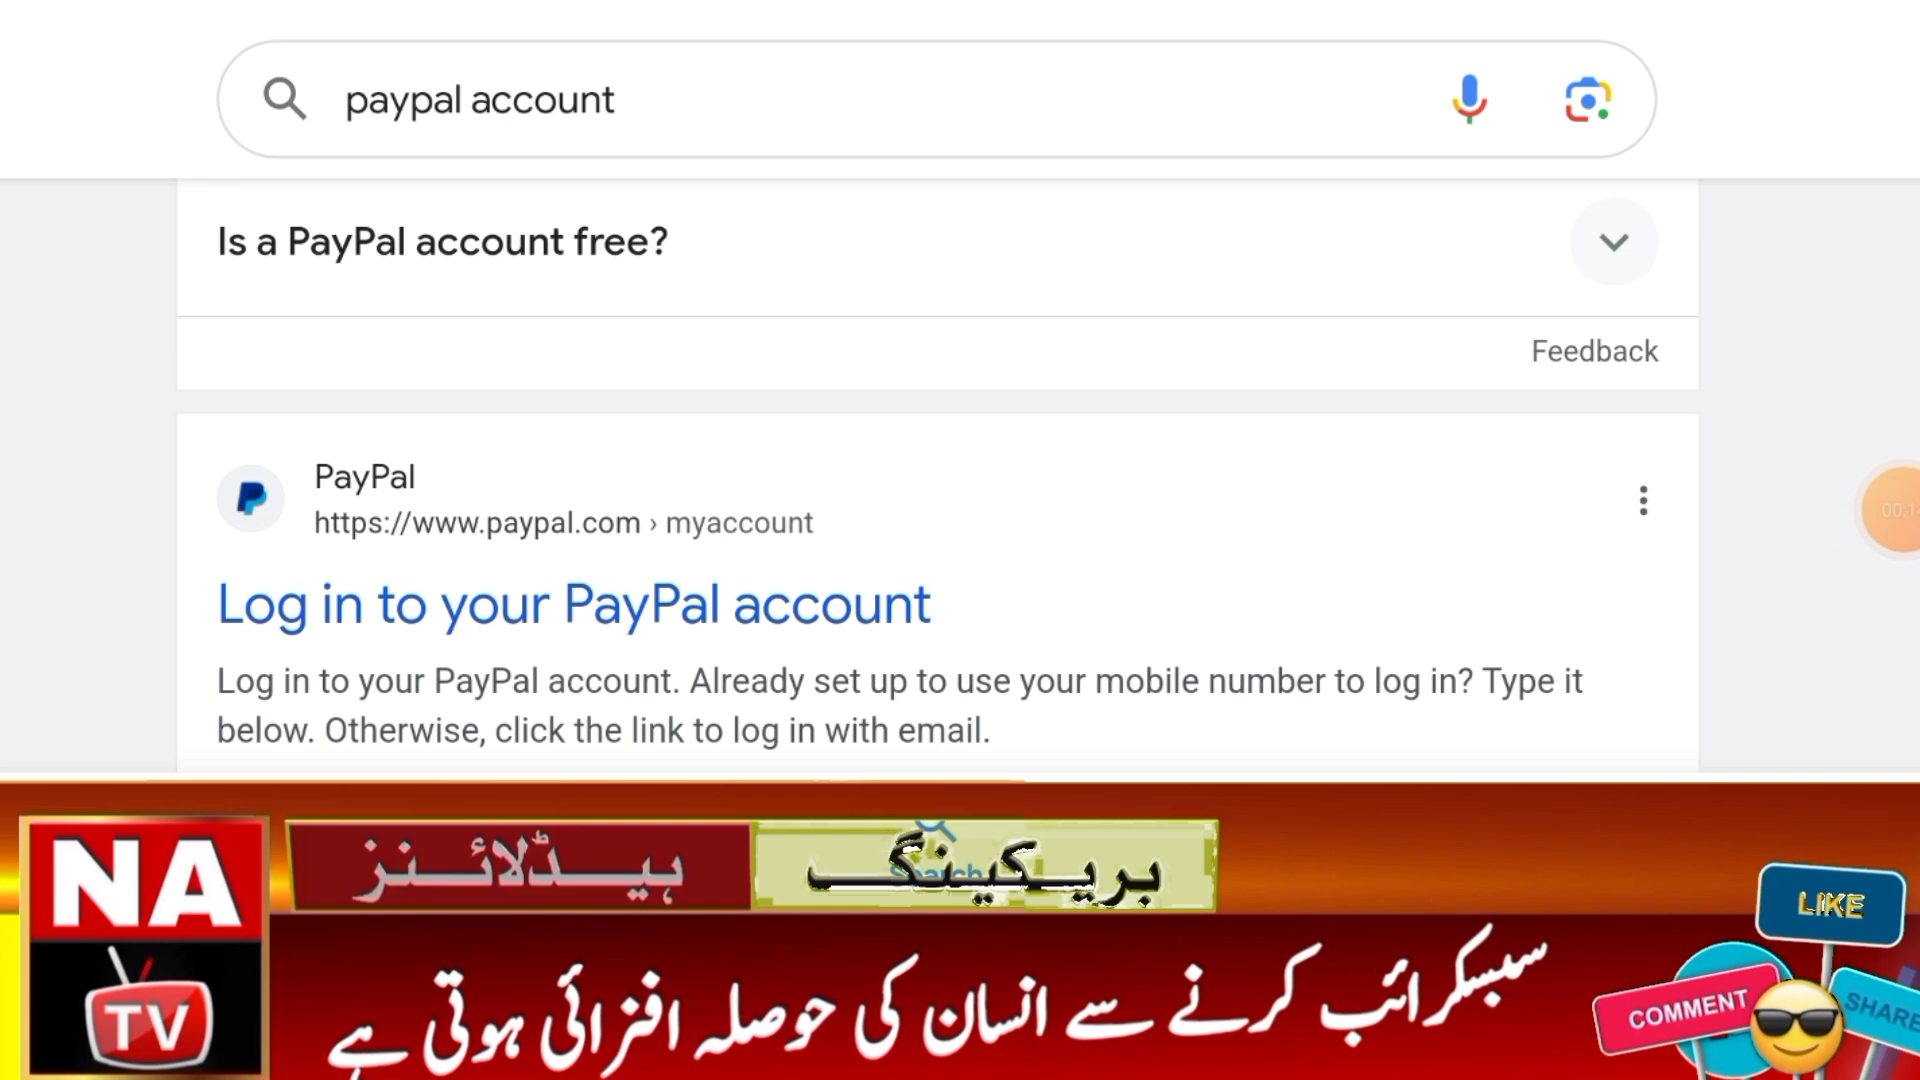 paypal account
Is a PayPal account free?
Feedback
PayPal
https://www.paypal.com › myaccount
Log in to your PayPal account
Log in to your PayPal account. Already set up to use your mobile number to log in? Type it
below. Otherwise, click the link to log in with email.
NA
TV
ہیڈلائنز
بریکینگ
Search
سبسکرائب کرنے سے انسان کی حوصلہ افزائی ہوتی ہے
LIKE
COMMENT
SHARE